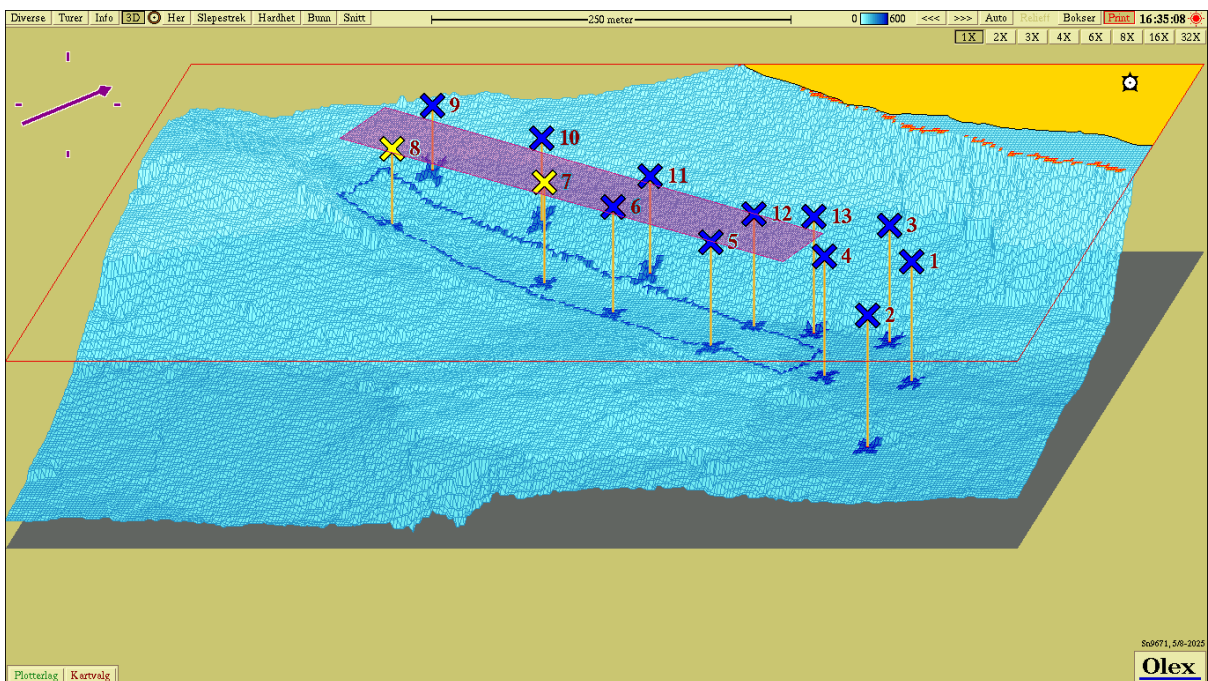 Diverse Turer Info 3D Her Slepestrek Hardhet Bunn Snitt 250 meter 0 600 <<< >>> Auto Reheft Bokser Print 16:35:08
1X 2X 3X 4X 6X 8X 16X 32X
9
10
8
11
7
6
12 13
3
5
4
1
2
Sn9671, 5/8-2025
Olex
Plotterlag Kartvalg